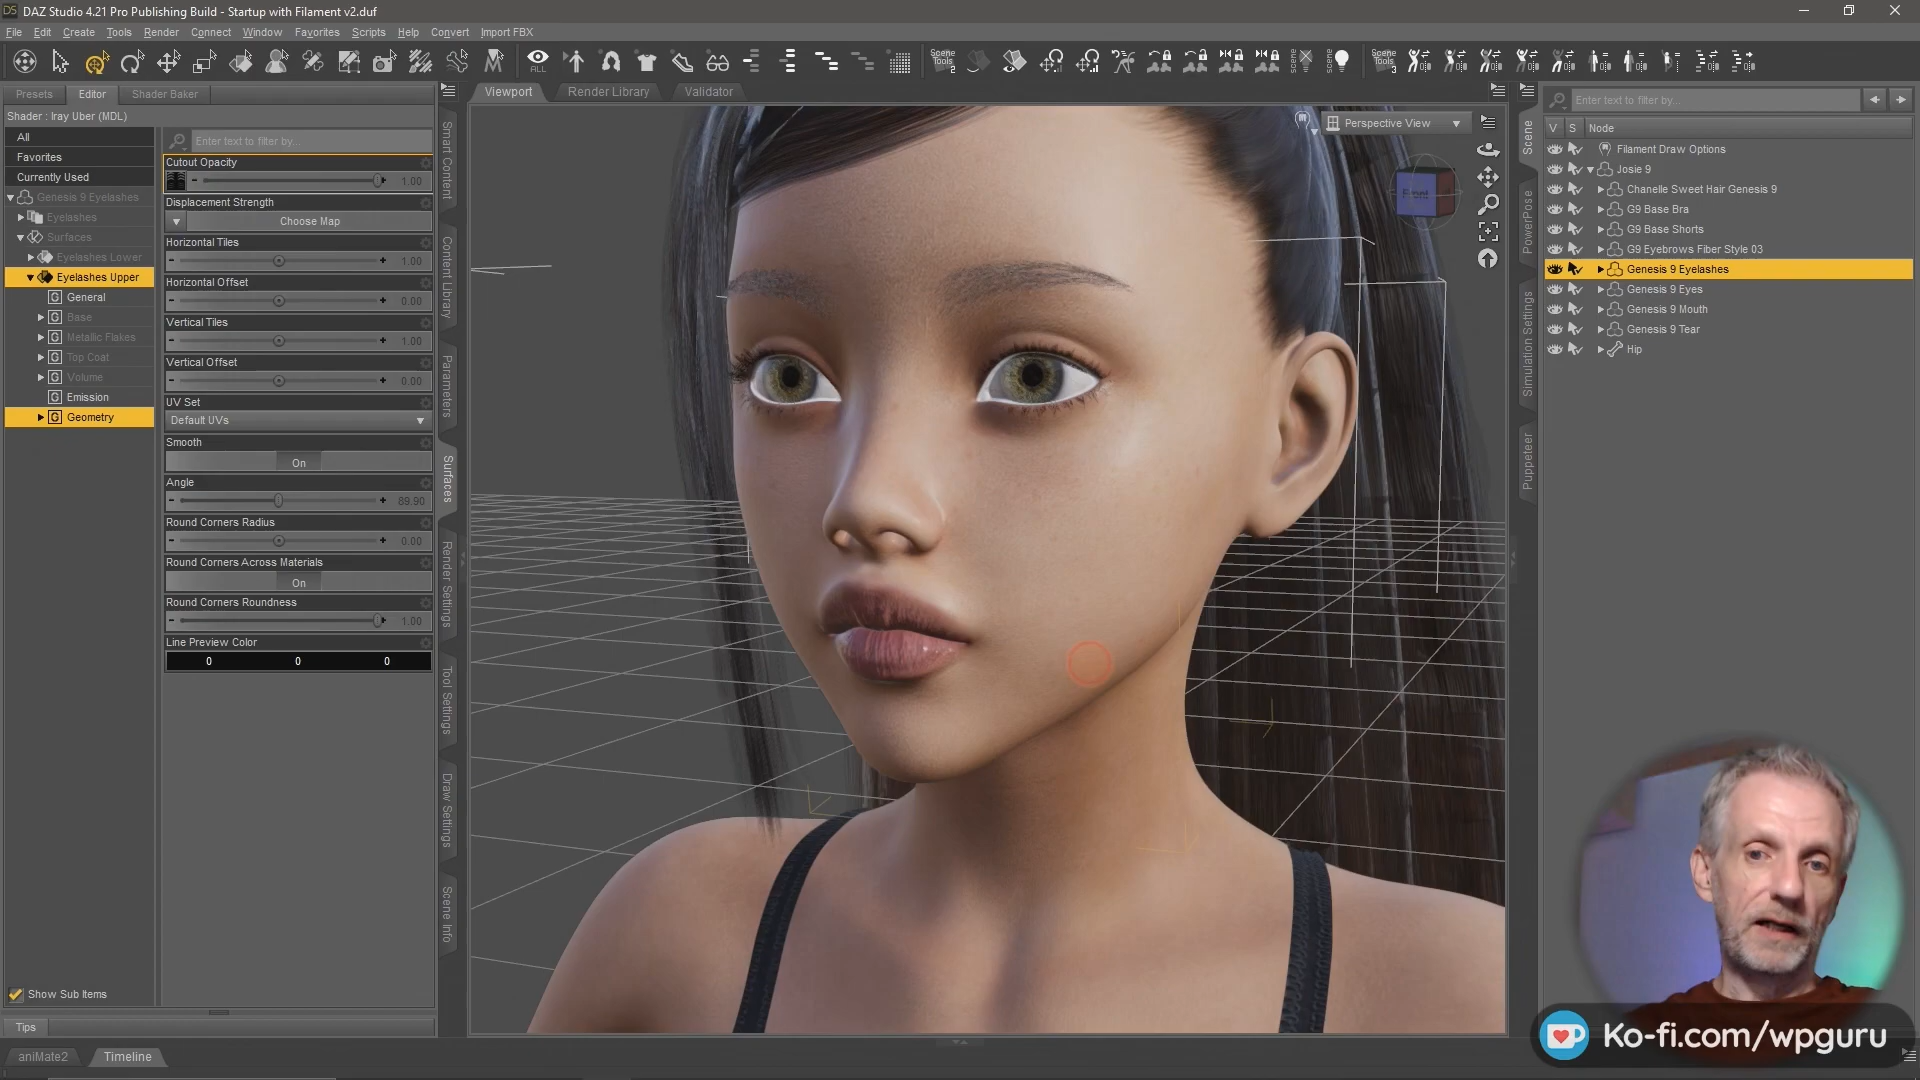 DAZ Studio 4.21 Pro Publishing Build - Startup with Filament v2.duf
File Edit Create Tools Render Connect Window Favorites Scripts Help Convert Import FBX
ALL
Scene Tools 2
scene
scene
Scene Tools 3
Presets Editor Shader Baker
Shader : Iray Uber (MDL)
All
Favorites
Currently Used
Genesis 9 Eyelashes
Eyelashes
Surfaces
Eyelashes Lower
Eyelashes Upper
General
Base
Metallic Flakes
Top Coat
Volume
Emission
Geometry
Show Sub Items
Tips
aniMate2 Timeline
Enter text to filter by...
Cutout Opacity
1.00
Displacement Strength
Choose Map
Horizontal Tiles
1.00
Horizontal Offset
0.00
Vertical Tiles
1.00
Vertical Offset
0.00
UV Set
Default UVs
Smooth
On
Angle
89.90
Round Corners Radius
0.00
Round Corners Across Materials
On
Round Corners Roundness
1.00
Line Preview Color
0 0 0
Smart Content
Content Library
Parameters
Surfaces
Render Settings
Tool Settings
Draw Settings
Scene Info
Viewport Render Library Validator
Perspective View
Front
Scene
PowerPose
Simulation Settings
Puppeteer
Enter text to filter by...
V S Node
Filament Draw Options
Josie 9
Chanelle Sweet Hair Genesis 9
G9 Base Bra
G9 Base Shorts
G9 Eyebrows Fiber Style 03
Genesis 9 Eyelashes
Genesis 9 Eyes
Genesis 9 Mouth
Genesis 9 Tear
Hip
Ko-fi.com/wpguru